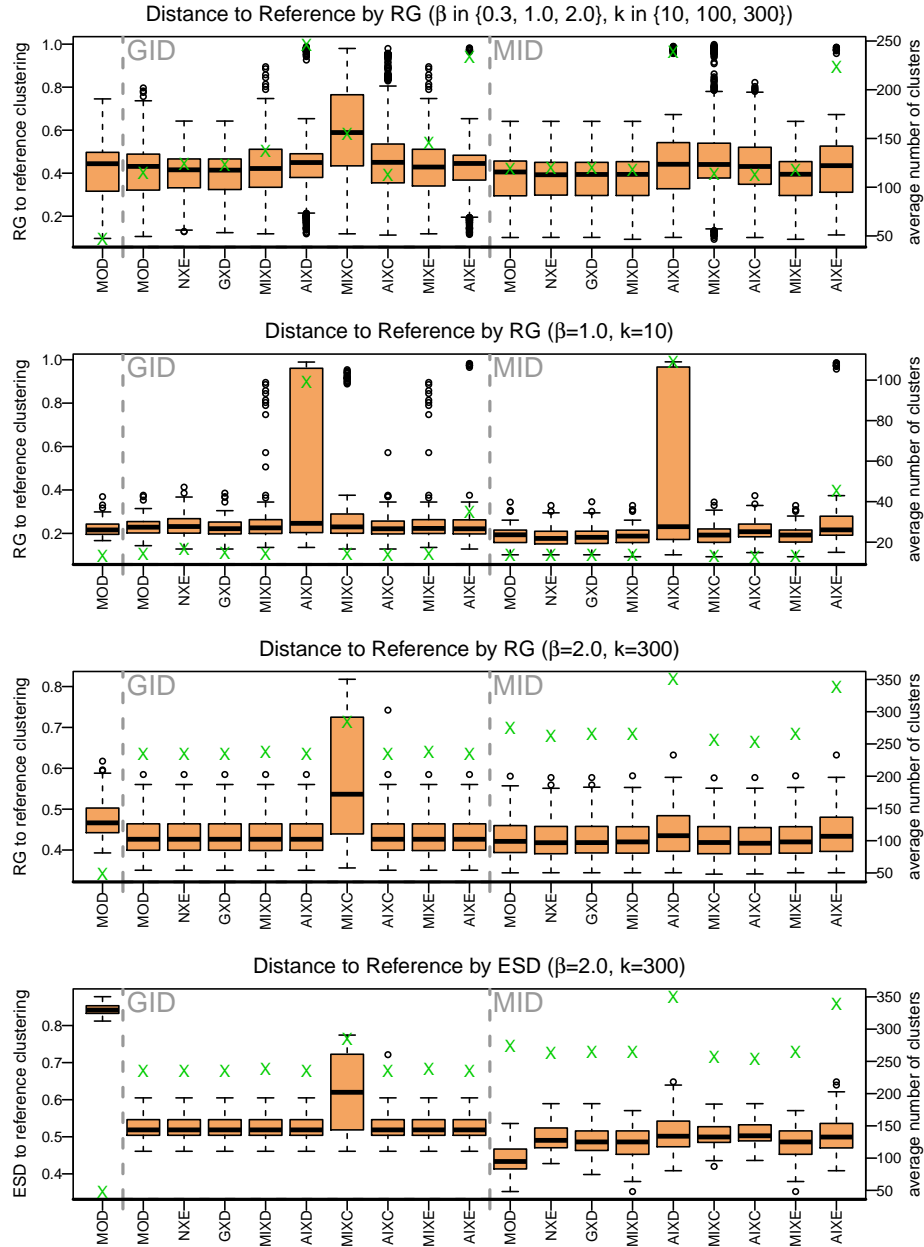 Distance to Reference by RG (β in {0.3, 1.0, 2.0}, k in {10, 100, 300})
GID
MID
RG to reference clustering
1.0
0.8
0.6
0.4
0.2
250
200
150
100
50
average number of clusters
MOD MOD NXE GXD MIXD AIXD MIXC AIXC MIXE AIXE MOD NXE GXD MIXD AIXD MIXC AIXC MIXE AIXE
Distance to Reference by RG (β=1.0, k=10)
GID
MID
RG to reference clustering
1.0
0.8
0.6
0.4
0.2
100
80
60
40
20
average number of clusters
MOD MOD NXE GXD MIXD AIXD MIXC AIXC MIXE AIXE MOD NXE GXD MIXD AIXD MIXC AIXC MIXE AIXE
Distance to Reference by RG (β=2.0, k=300)
GID
MID
RG to reference clustering
0.8
0.7
0.6
0.5
0.4
350
300
250
200
150
100
50
average number of clusters
MOD MOD NXE GXD MIXD AIXD MIXC AIXC MIXE AIXE MOD NXE GXD MIXD AIXD MIXC AIXC MIXE AIXE
Distance to Reference by ESD (β=2.0, k=300)
GID
MID
ESD to reference clustering
0.8
0.7
0.6
0.5
0.4
350
300
250
200
150
100
50
average number of clusters
MOD MOD NXE GXD MIXD AIXD MIXC AIXC MIXE AIXE MOD NXE GXD MIXD AIXD MIXC AIXC MIXE AIXE